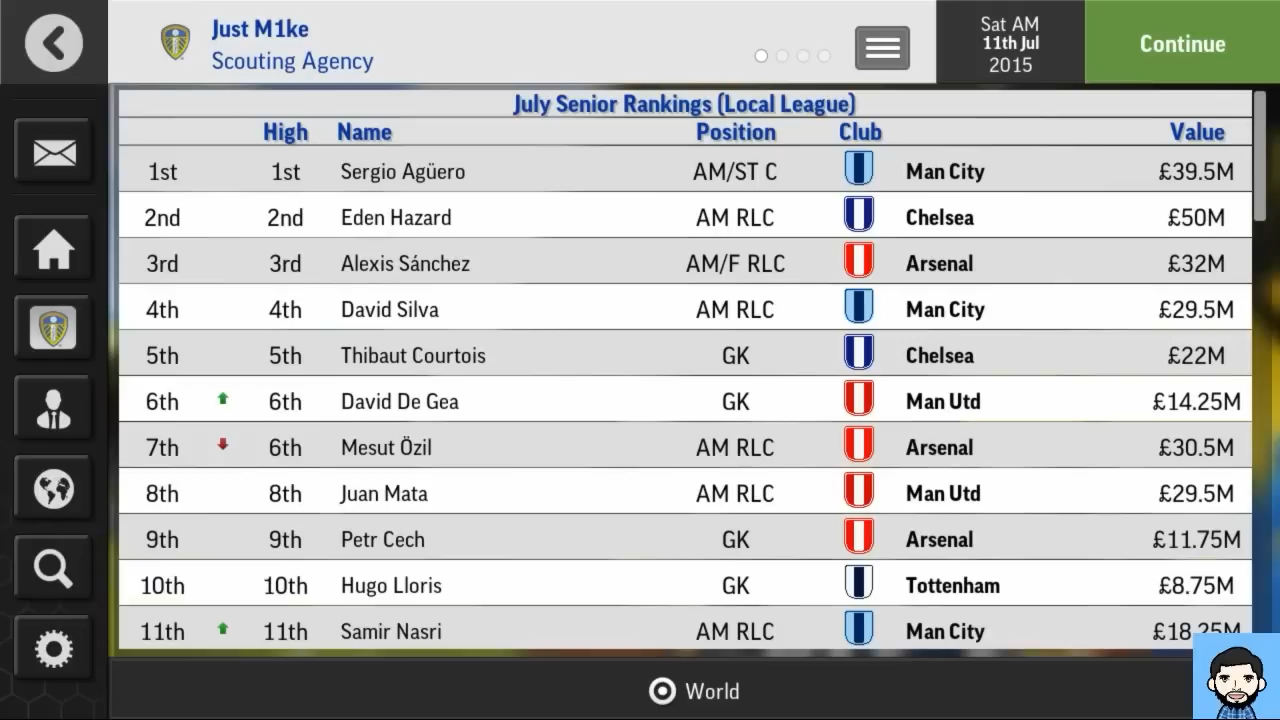 Just M1ke
Scouting Agency
Sat AM
11th Jul
2015
Continue
July Senior Rankings (Local League)
High Name Position Club Value
1st 1st Sergio Agüero AM/ST C Man City £39.5M
2nd 2nd Eden Hazard AM RLC Chelsea £50M
3rd 3rd Alexis Sánchez AM/F RLC Arsenal £32M
4th 4th David Silva AM RLC Man City £29.5M
5th 5th Thibaut Courtois GK Chelsea £22M
6th 6th David De Gea GK Man Utd £14.25M
7th 6th Mesut Özil AM RLC Arsenal £30.5M
8th 8th Juan Mata AM RLC Man Utd £29.5M
9th 9th Petr Cech GK Arsenal £11.75M
10th 10th Hugo Lloris GK Tottenham £8.75M
11th 11th Samir Nasri AM RLC Man City £18.25M
World